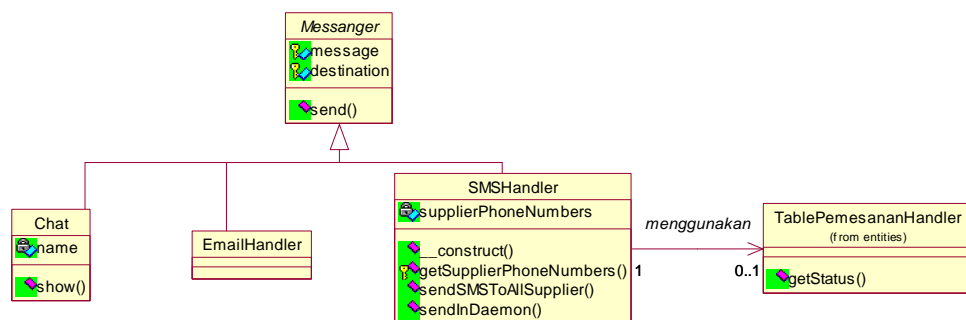 Messanger
message
destination
send()
Chat
name
show()
EmailHandler
SMSHandler
supplierPhoneNumbers
__construct()
getSupplierPhoneNumbers()
sendSMSToAllSupplier()
sendInDaemon()
menggunakan
1
0..1
TablePemesananHandler
(from entities)
getStatus()